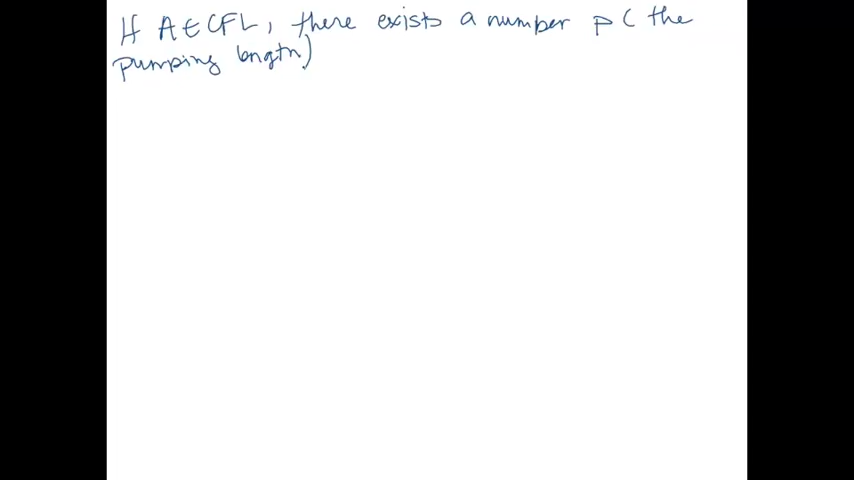 If A ∈ CFL, there exists a number p ( the
pumping length)